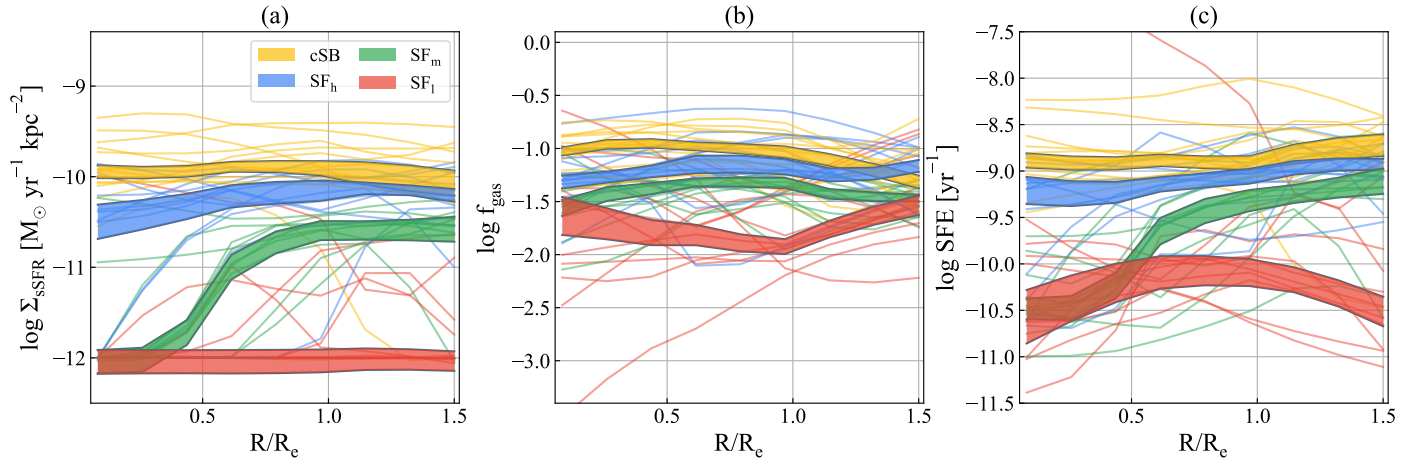 (a)
(b)
(c)
cSB
SF_h
SF_m
SF_l
log Σ_sSFR [M_⊙ yr^−1 kpc^−2]
−9
−10
−11
−12
0.5
1.0
1.5
R/R_e
log f_gas
0.0
−0.5
−1.0
−1.5
−2.0
−2.5
−3.0
0.5
1.0
1.5
R/R_e
log SFE [yr^−1]
−7.5
−8.0
−8.5
−9.0
−9.5
−10.0
−10.5
−11.0
−11.5
0.5
1.0
1.5
R/R_e